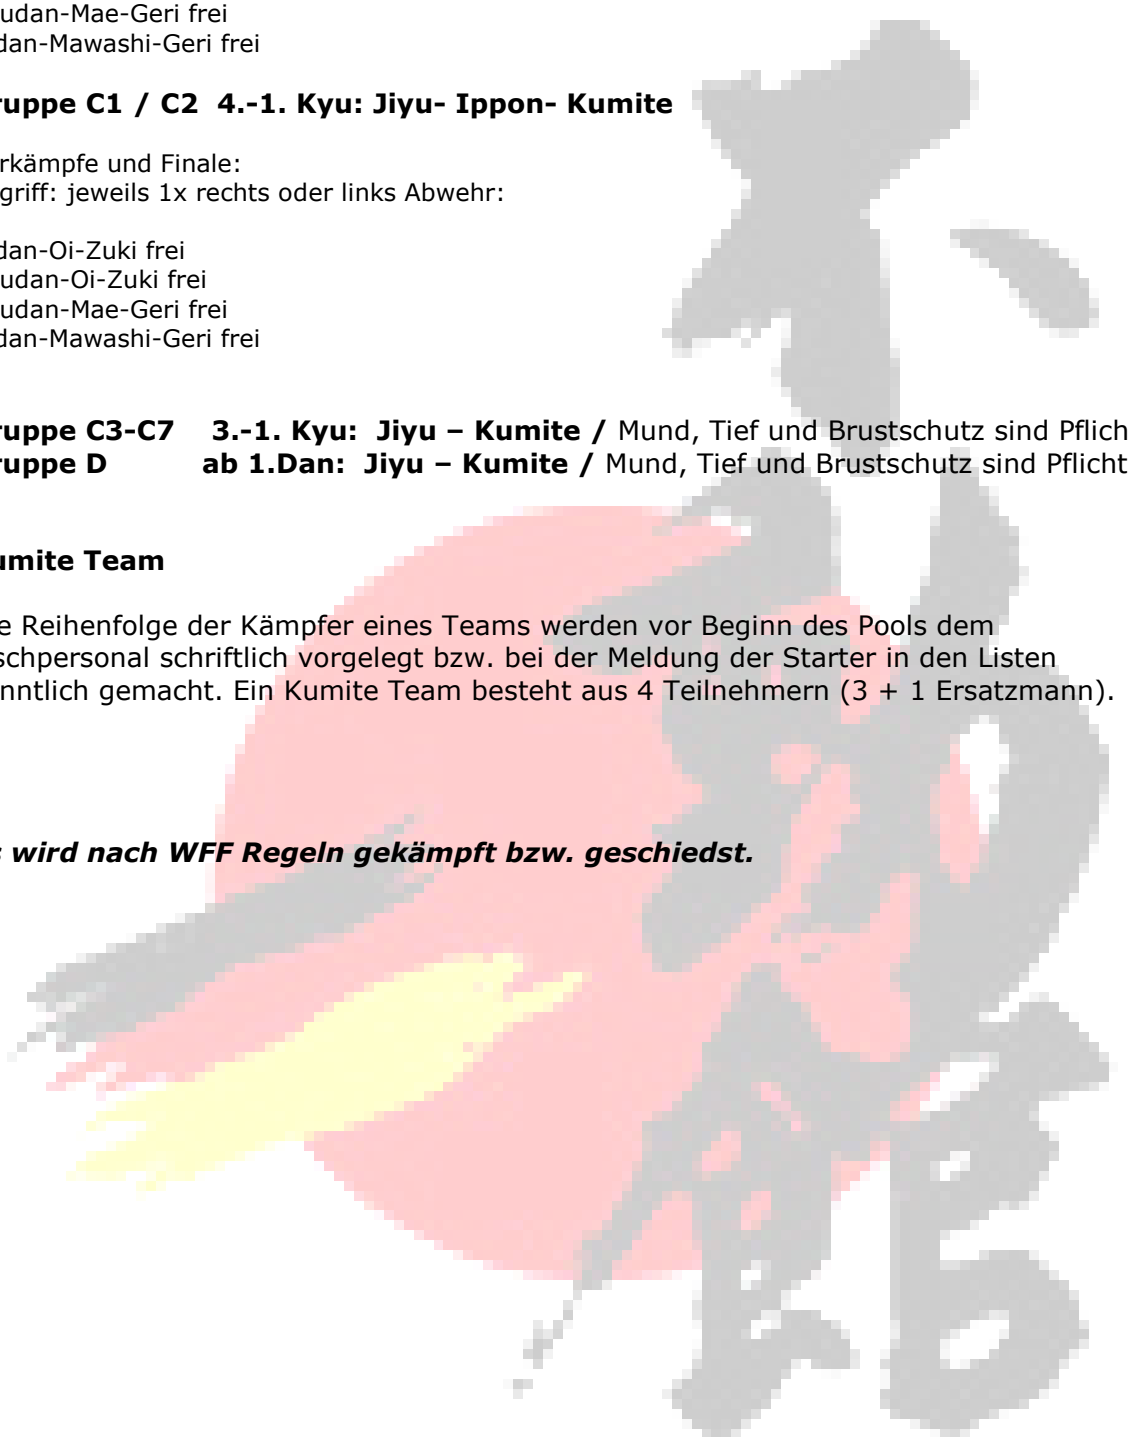 udan-Mae-Geri frei
dan-Mawashi-Geri frei
ruppe C1 / C2 4.-1. Kyu: Jiyu- Ippon- Kumite
rkämpfe und Finale:
griff: jeweils 1x rechts oder links Abwehr:
dan-Oi-Zuki frei
udan-Oi-Zuki frei
udan-Mae-Geri frei
dan-Mawashi-Geri frei
ruppe C3-C7 3.-1. Kyu: Jiyu – Kumite / Mund, Tief und Brustschutz sind Pflich
ruppe D ab 1.Dan: Jiyu – Kumite / Mund, Tief und Brustschutz sind Pflicht
umite Team
e Reihenfolge der Kämpfer eines Teams werden vor Beginn des Pools dem
schpersonal schriftlich vorgelegt bzw. bei der Meldung der Starter in den Listen
nntlich gemacht. Ein Kumite Team besteht aus 4 Teilnehmern (3 + 1 Ersatzmann).
s wird nach WFF Regeln gekämpft bzw. geschiedst.